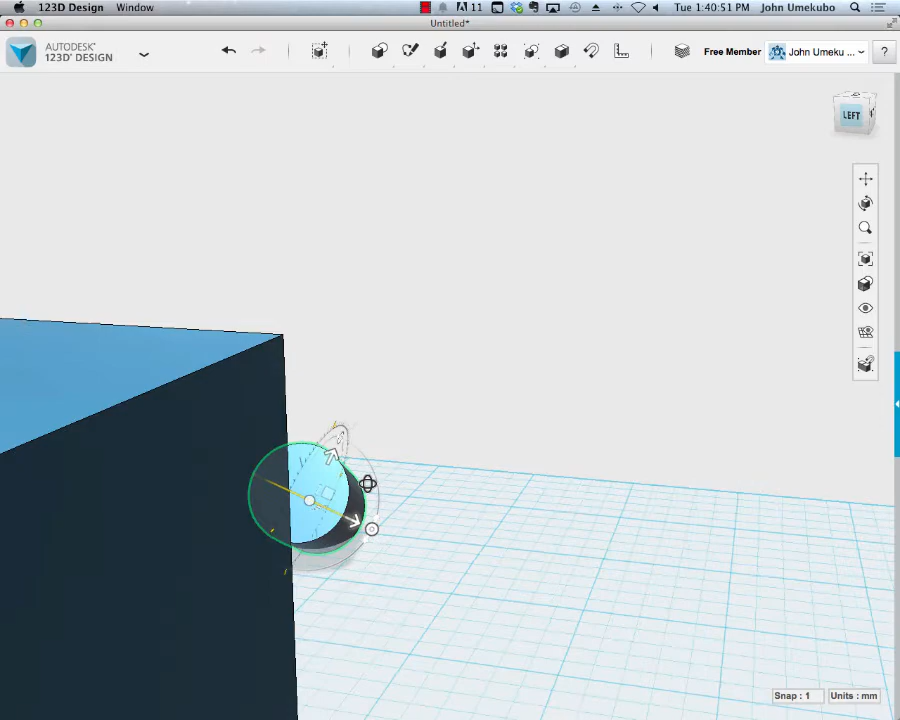 123D Design Window
11 Tue 1:40:51 PM John Umekubo
Untitled*
AUTODESK®
123D® DESIGN
Free Member
John Umeku ...
?
LEFT
Snap : 1 Units : mm